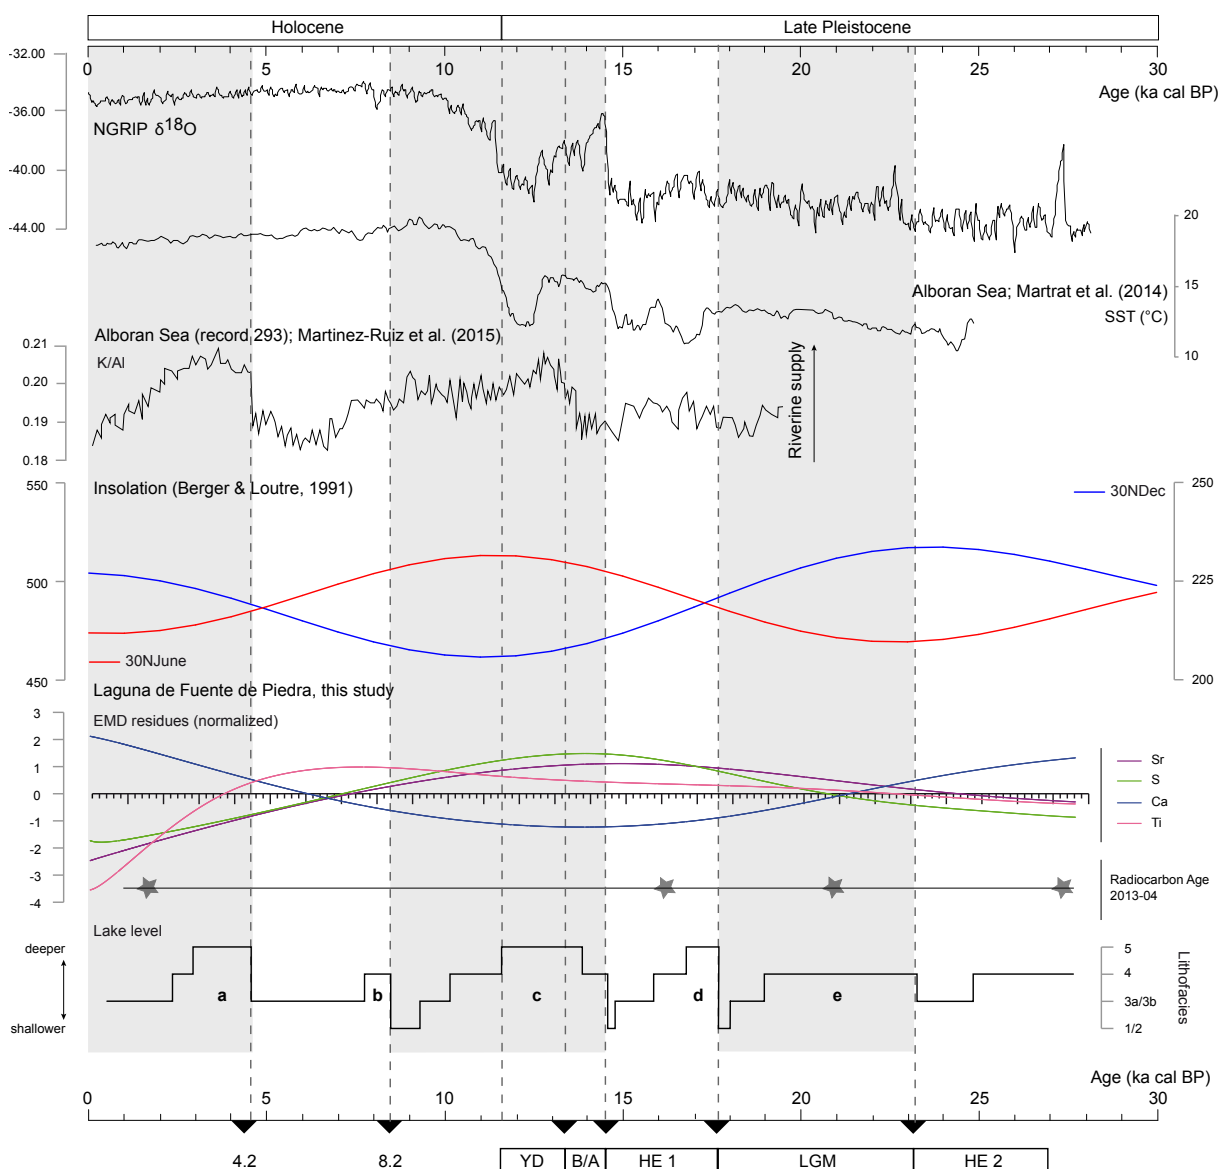 Holocene Late Pleistocene
-32.00
0 5 10 15 20 25 30
Age (ka cal BP)
-36.00
NGRIP δ18O
-40.00
-44.00
20
15
10
Alboran Sea; Martrat et al. (2014)
SST (°C)
Alboran Sea (record 293); Martinez-Ruiz et al. (2015)
0.21
K/Al
0.20
0.19
0.18
Riverine supply
550
Insolation (Berger & Loutre, 1991)
30NDec
250
500
225
30NJune
450
200
Laguna de Fuente de Piedra, this study
EMD residues (normalized)
3
2
1
0
-1
-2
-3
-4
Sr
S
Ca
Ti
Radiocarbon Age
2013-04
Lake level
deeper
shallower
a b c d e
5
4
3a/3b
1/2
Lithofacies
Age (ka cal BP)
0 5 10 15 20 25 30
4.2 8.2 YD B/A HE 1 LGM HE 2